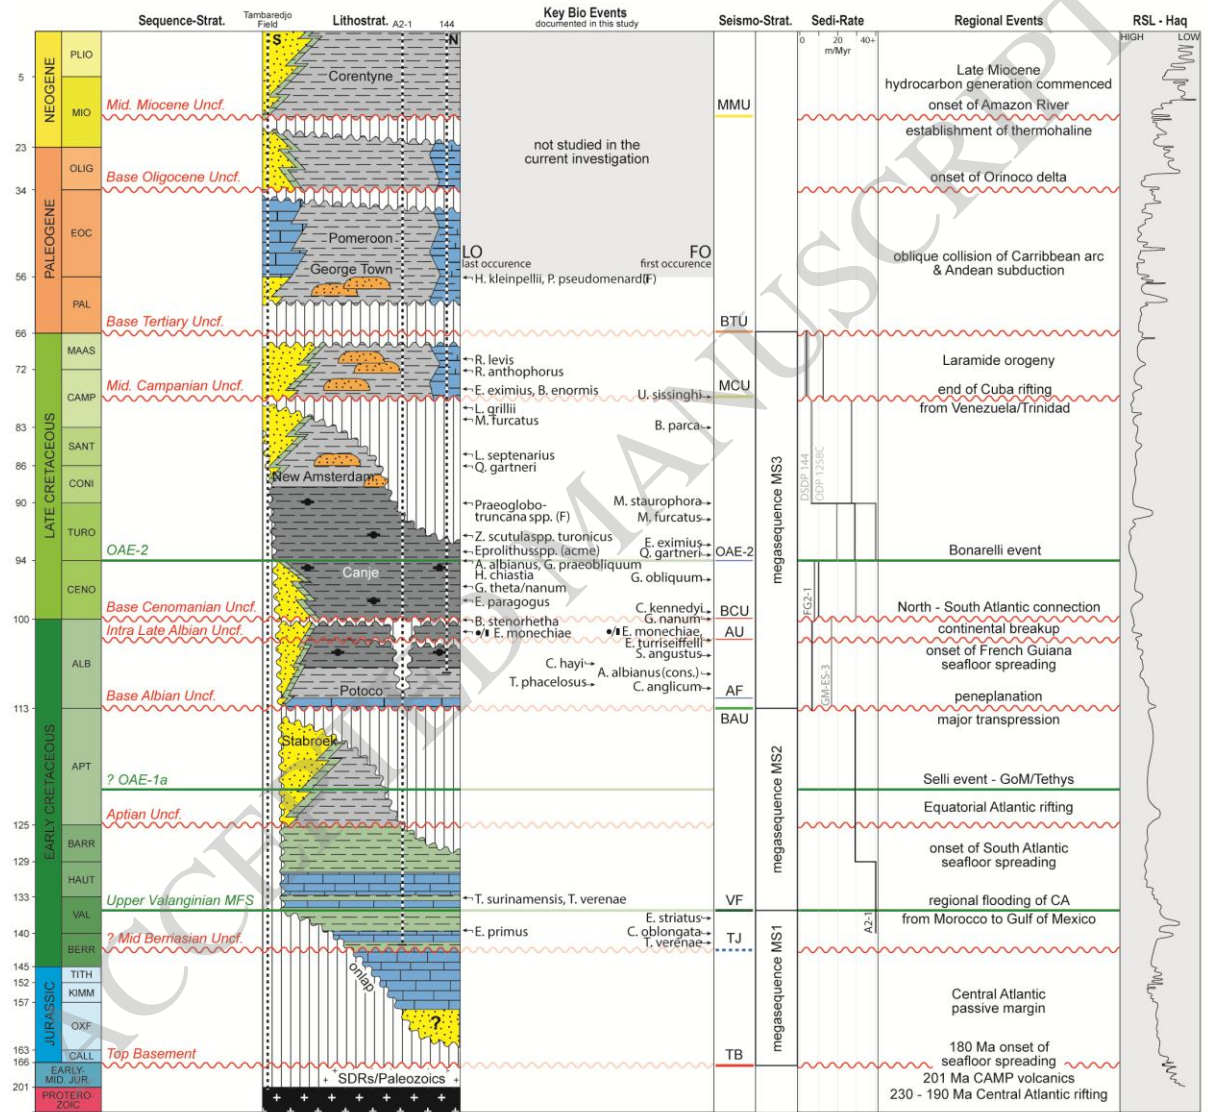 Sequence-Strat.
Tambaredjo
Field
Lithostrat.
A2-1
144
Key Bio Events
documented in this study
Seismo-Strat.
Sedi-Rate
Regional Events
RSL - Haq
S
N
0
20
40+
m/Myr
HIGH
LOW
NEOGENE
PLIO
5
MIO
23
PALEOGENE
OLIG
34
EOC
56
PAL
66
LATE CRETACEOUS
MAAS
72
CAMP
83
SANT
86
CONI
90
TURO
94
CENO
100
EARLY CRETACEOUS
ALB
113
APT
125
BARR
129
HAUT
133
VAL
140
BERR
145
JURASSIC
TITH
152
KIMM
157
OXF
163
CALL
166
EARLY-
MID. JUR.
201
PROTERO-
ZOIC
Mid. Miocene Uncf.
Base Oligocene Uncf.
Base Tertiary Uncf.
Mid. Campanian Uncf.
OAE-2
Base Cenomanian Uncf.
Intra Late Albian Uncf.
Base Albian Uncf.
? OAE-1a
Aptian Uncf.
Upper Valanginian MFS
? Mid Berriasian Uncf.
Top Basement
Corentyne
Pomeroon
George Town
New Amsterdam
Canje
Potoco
Stabroek
onlap
?
SDRs/Paleozoics
not studied in the
current investigation
LO
last occurence
FO
first occurence
H. kleinpellii, P. pseudomenardi(F)
R. levis
R. anthophorus
E. eximius, B. enormis
U. sissinghi
L. grillii
M. furcatus
B. parca
L. septenarius
Q. gartneri
Praeoglobo-
truncana spp. (F)
M. staurophora
M. furcatus
Z. scutulaspp. turonicus
Eprolithusspp. acme)
E. eximius
Q. gartneri
A. albianus, G. praeobliquum
H. chiastia
G. theta/nanum
G. obliquum
E. paragogus
C. kennedyi
G. nanum
B. stenorhetha
E. monechiae
E. monechiae
E. turriseiffelli
S. angustus
C. hayi
A. albianus(cons.)
T. phacelosus
C. anglicum
T. surinamensis, T. verenae
E. striatus
E. primus
C. oblongata
T. verenae
MMU
BTU
MCU
OAE-2
BCU
AU
AF
BAU
VF
TJ
TB
megasequence MS3
megasequence MS2
megasequence MS1
DSDP 144
ODP 1258C
FG2-1
GM-ES-3
A2-1
Late Miocene
hydrocarbon generation commenced
onset of Amazon River
establishment of thermohaline
onset of Orinoco delta
oblique collision of Carribbean arc
& Andean subduction
Laramide orogeny
end of Cuba rifting
from Venezuela/Trinidad
Bonarelli event
North - South Atlantic connection
continental breakup
onset of French Guiana
seafloor spreading
peneplanation
major transpression
Selli event - GoM/Tethys
Equatorial Atlantic rifting
onset of South Atlantic
seafloor spreading
regional flooding of CA
from Morocco to Gulf of Mexico
Central Atlantic
passive margin
180 Ma onset of
seafloor spreading
201 Ma CAMP volcanics
230 - 190 Ma Central Atlantic rifting
ACCEPTED MANUSCRIPT